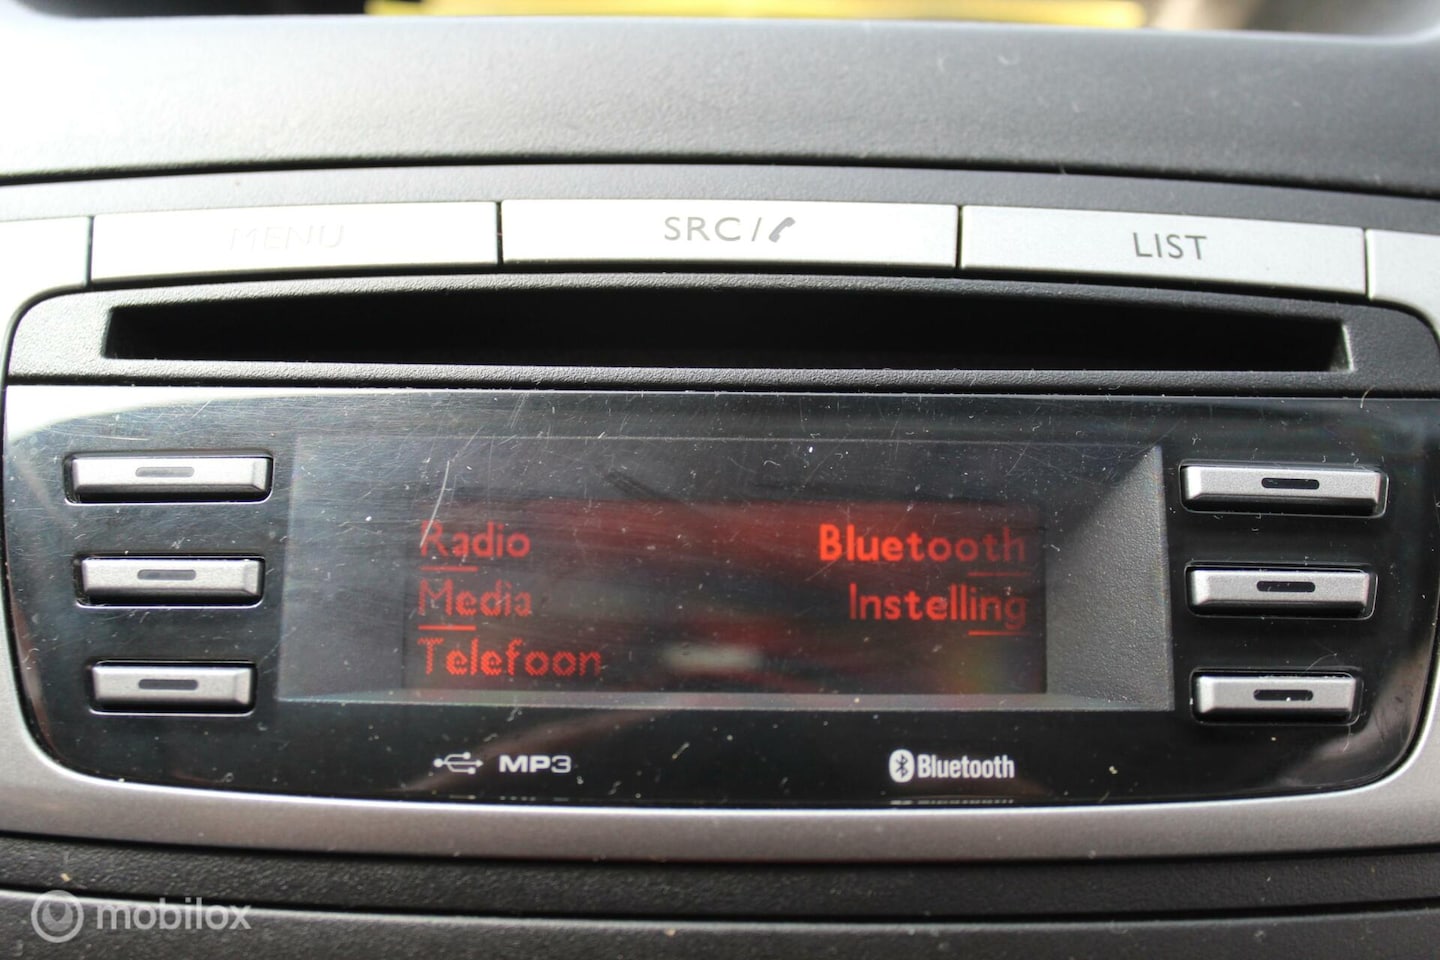 MENU SRC/ LIST
Radio Bluetooth
Media Instelling
Telefoon
MP3 Bluetooth
mobilox